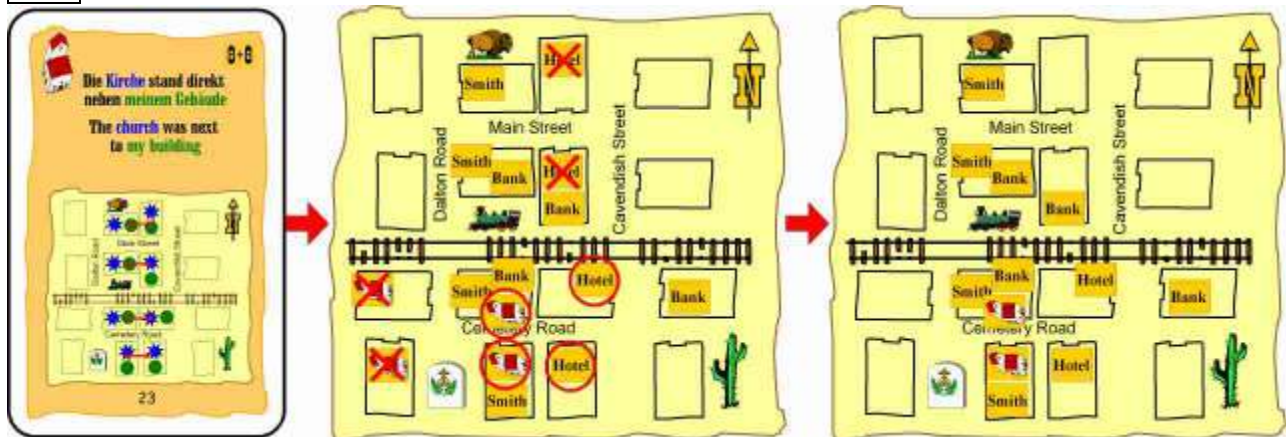 8+8
Die Kirche stand direkt
neben meinem Gebäude
The church was next
to my building
Main Street
Dalton Road
Cavendish Street
Cemetery Road
N
23
Hotel
Smith
Main Street
N
Dalton Road
Smith
Bank
Hotel
Bank
Cavendish Street
Bank
Hotel
Smith
Bank
Cemetery Road
Hotel
Smith
Smith
Main Street
N
Dalton Road
Smith
Bank
Bank
Cavendish Street
Bank
Hotel
Smith
Bank
Cemetery Road
Hotel
Smith